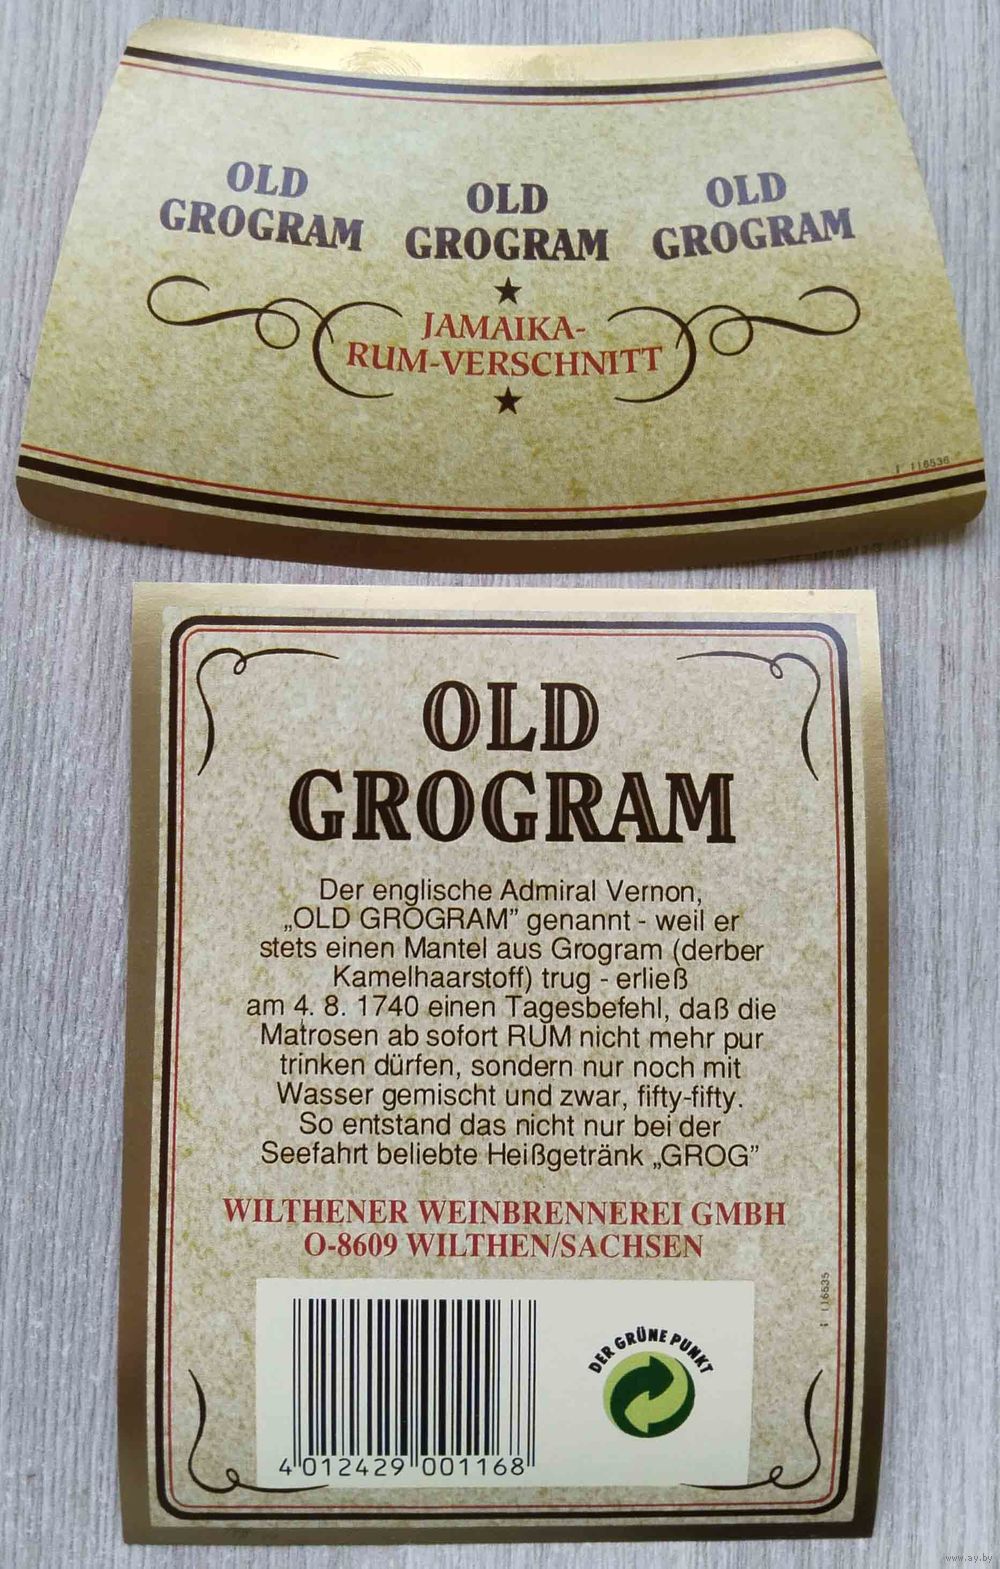 OLD
GROGRAM
OLD
GROGRAM
OLD
GROGRAM
JAMAIKA-
RUM-VERSCHNITT
I 116536
OLD
GROGRAM
Der englische Admiral Vernon,
„OLD GROGRAM” genannt - weil er
stets einen Mantel aus Grogram (derber
Kamelhaarstoff) trug - erließ
am 4. 8. 1740 einen Tagesbefehl, daß die
Matrosen ab sofort RUM nicht mehr pur
trinken dürfen, sondern nur noch mit
Wasser gemischt und zwar, fifty-fifty.
So entstand das nicht nur bei der
Seefahrt beliebte Heißgetränk „GROG”
WILTHENER WEINBRENNEREI GMBH
O-8609 WILTHEN/SACHSEN
I 116535
DER GRÜNE PUNKT
4 012429 001168
www.ay.by